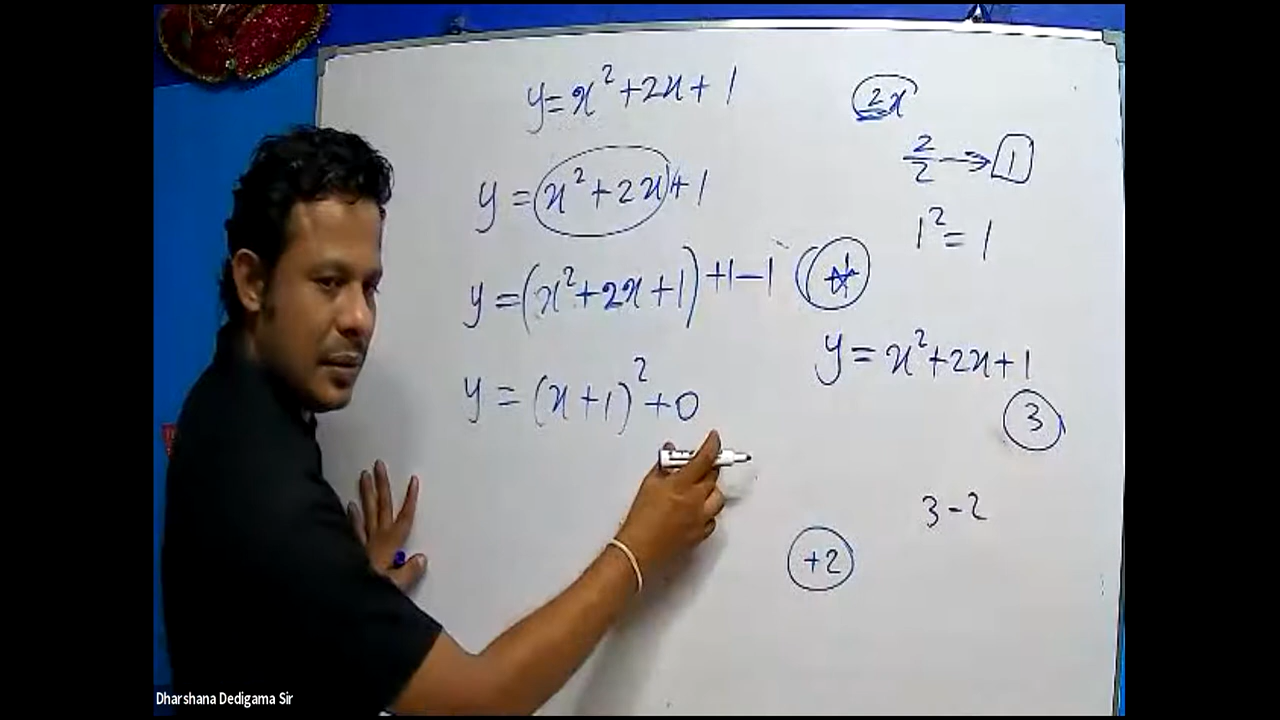 y = x² + 2x + 1
y = (x² + 2x) + 1
y = (x² + 2x + 1) + 1 - 1
y = (x + 1)² + 0
2x
2/2 → 1
1² = 1
y = x² + 2x + 1
3
3 - 2
+2
Dharshana Dedigama Sir